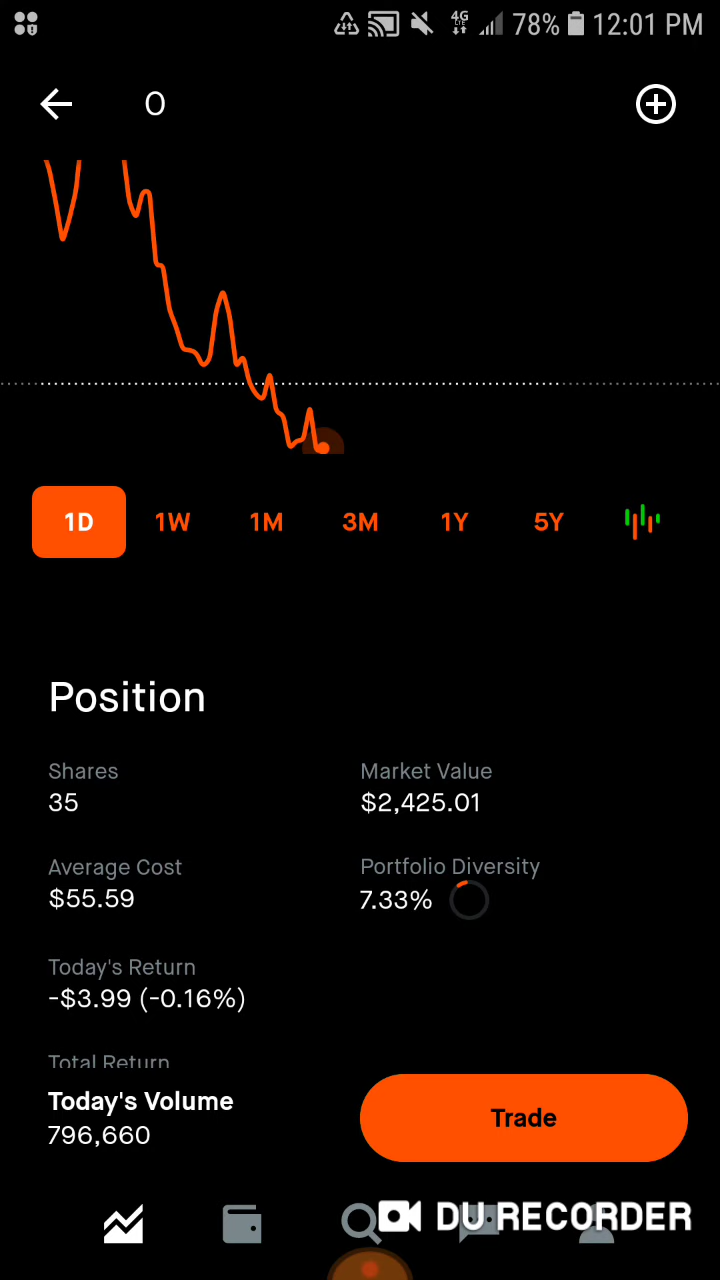 4G LTE 78% 12:01 PM
O
1D 1W 1M 3M 1Y 5Y
Position
Shares Market Value
35 $2,425.01
Average Cost Portfolio Diversity
$55.59 7.33%
Today's Return
-$3.99 (-0.16%)
Total Return
Today's Volume
796,660
Trade
DU RECORDER